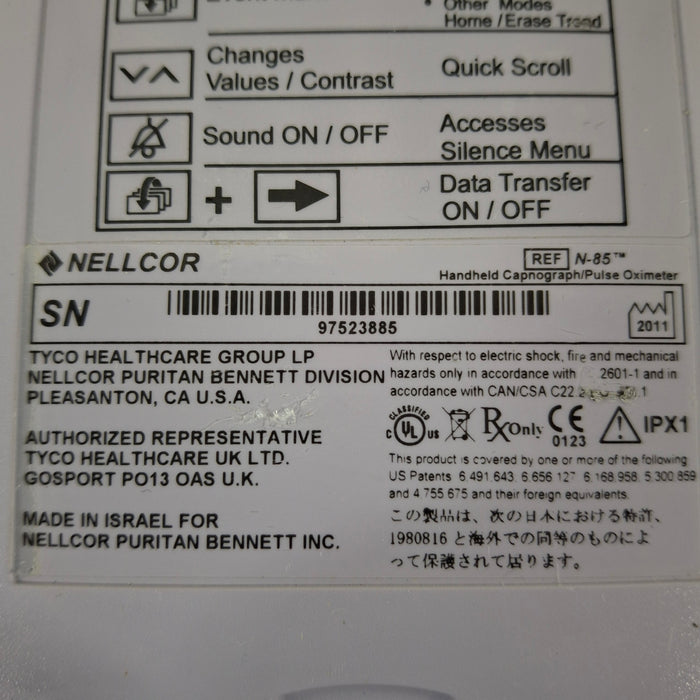 Other Modes
Home / Erase Trend
Changes
Values / Contrast
Quick Scroll
Sound ON / OFF
Accesses
Silence Menu
+
Data Transfer
ON / OFF
NELLCOR
REF N-85™
Handheld Capnograph/Pulse Oximeter
SN
97523885
2011
TYCO HEALTHCARE GROUP LP
NELLCOR PURITAN BENNETT DIVISION
PLEASANTON, CA U.S.A.
With respect to electric shock, fire and mechanical
hazards only in accordance with 2601-1 and in
accordance with CAN/CSA C22
AUTHORIZED REPRESENTATIVE
TYCO HEALTHCARE UK LTD.
GOSPORT PO13 OAS U.K.
CLASSIFIED
C UL US
Rx Only
CE
0123
IPX1
This product is covered by one or more of the following
US Patents 6,491,643, 6,656,127, 6,168,958, 5,300,859
and 4,755,675 and their foreign equivalents.
MADE IN ISRAEL FOR
NELLCOR PURITAN BENNETT INC.
この製品は、次の日本における特許、
1980816 と海外での同等のものによ
って保護されて居ります。